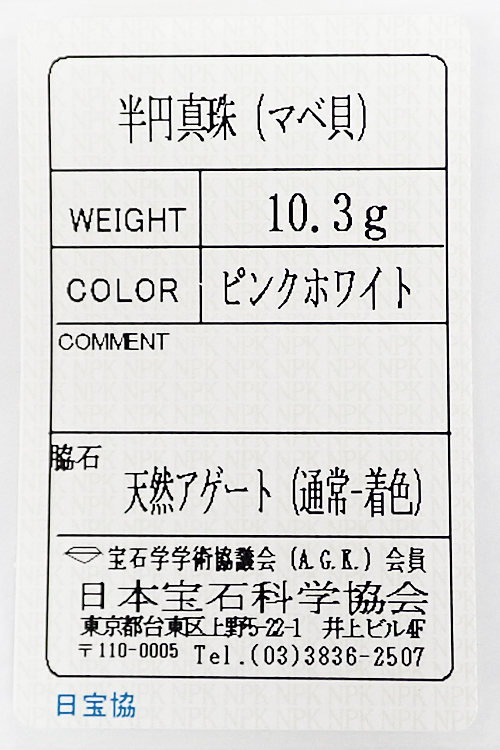 半円真珠 (マベ貝)
WEIGHT 10.3g
COLOR ピンクホワイト
COMMENT
脇石
天然アゲート (通常-着色)
宝石学学術協議会 (A.G.K.) 会員
日本宝石科学協会
東京都台東区上野5-22-1 井上ビル4F
〒110-0005 Tel.(03)3836-2507
日宝協